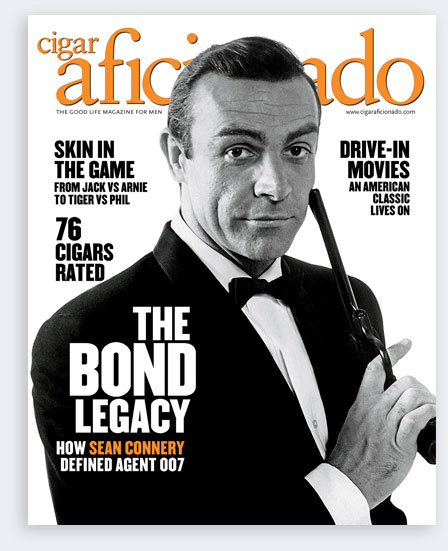 cigar
aficionado
THE GOOD LIFE MAGAZINE FOR MEN
www.cigaraficionado.com
SKIN IN
THE GAME
FROM JACK VS ARNIE
TO TIGER VS PHIL
DRIVE-IN
MOVIES
AN AMERICAN
CLASSIC
LIVES ON
76
CIGARS
RATED
THE
BOND
LEGACY
HOW SEAN CONNERY
DEFINED AGENT 007